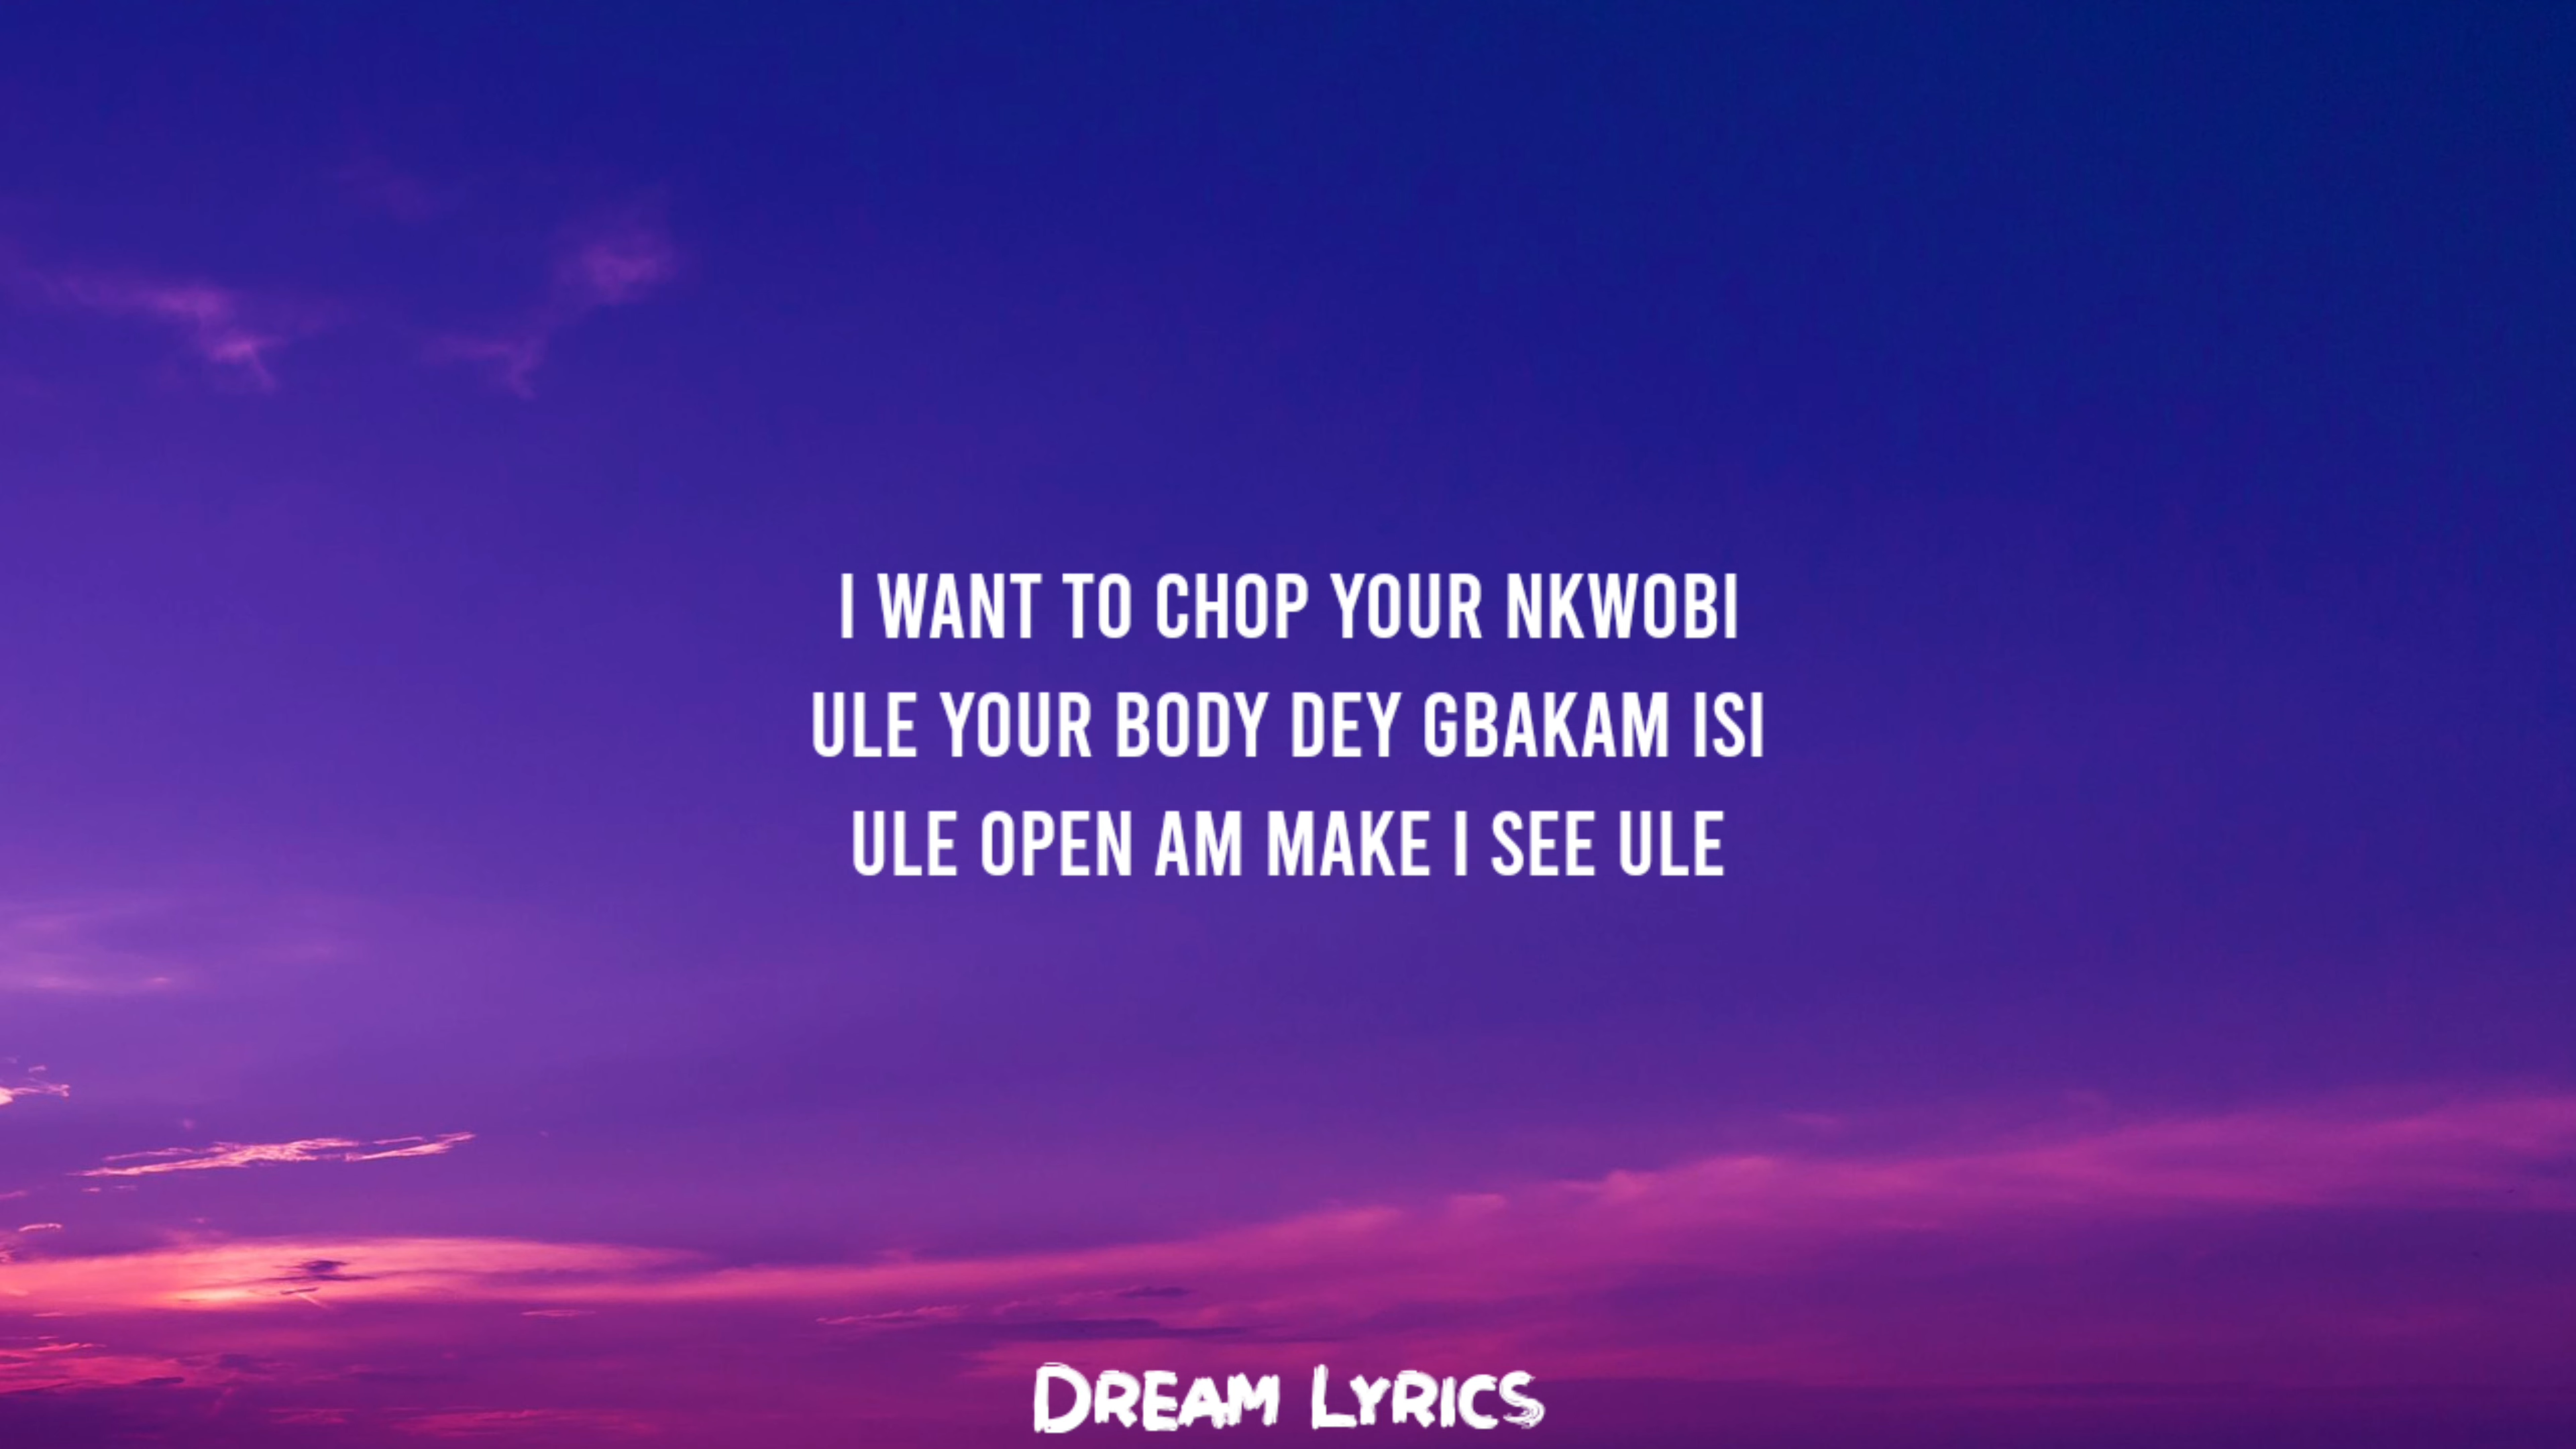 I WANT TO CHOP YOUR NKWOBI
ULE YOUR BODY DEY GBAKAM ISI
ULE OPEN AM MAKE I SEE ULE
DREAM LYRICS